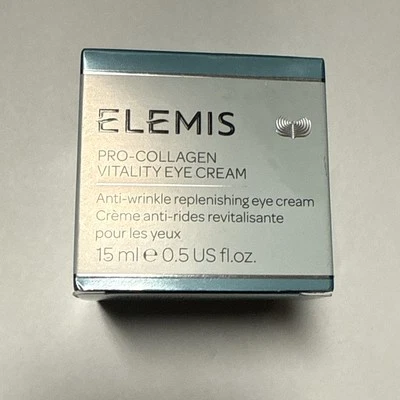 ELEMIS
PRO-COLLAGEN
VITALITY EYE CREAM
Anti-wrinkle replenishing eye cream
Crème anti-rides revitalisante
pour les yeux
15 ml ℮ 0.5 US fl.oz.